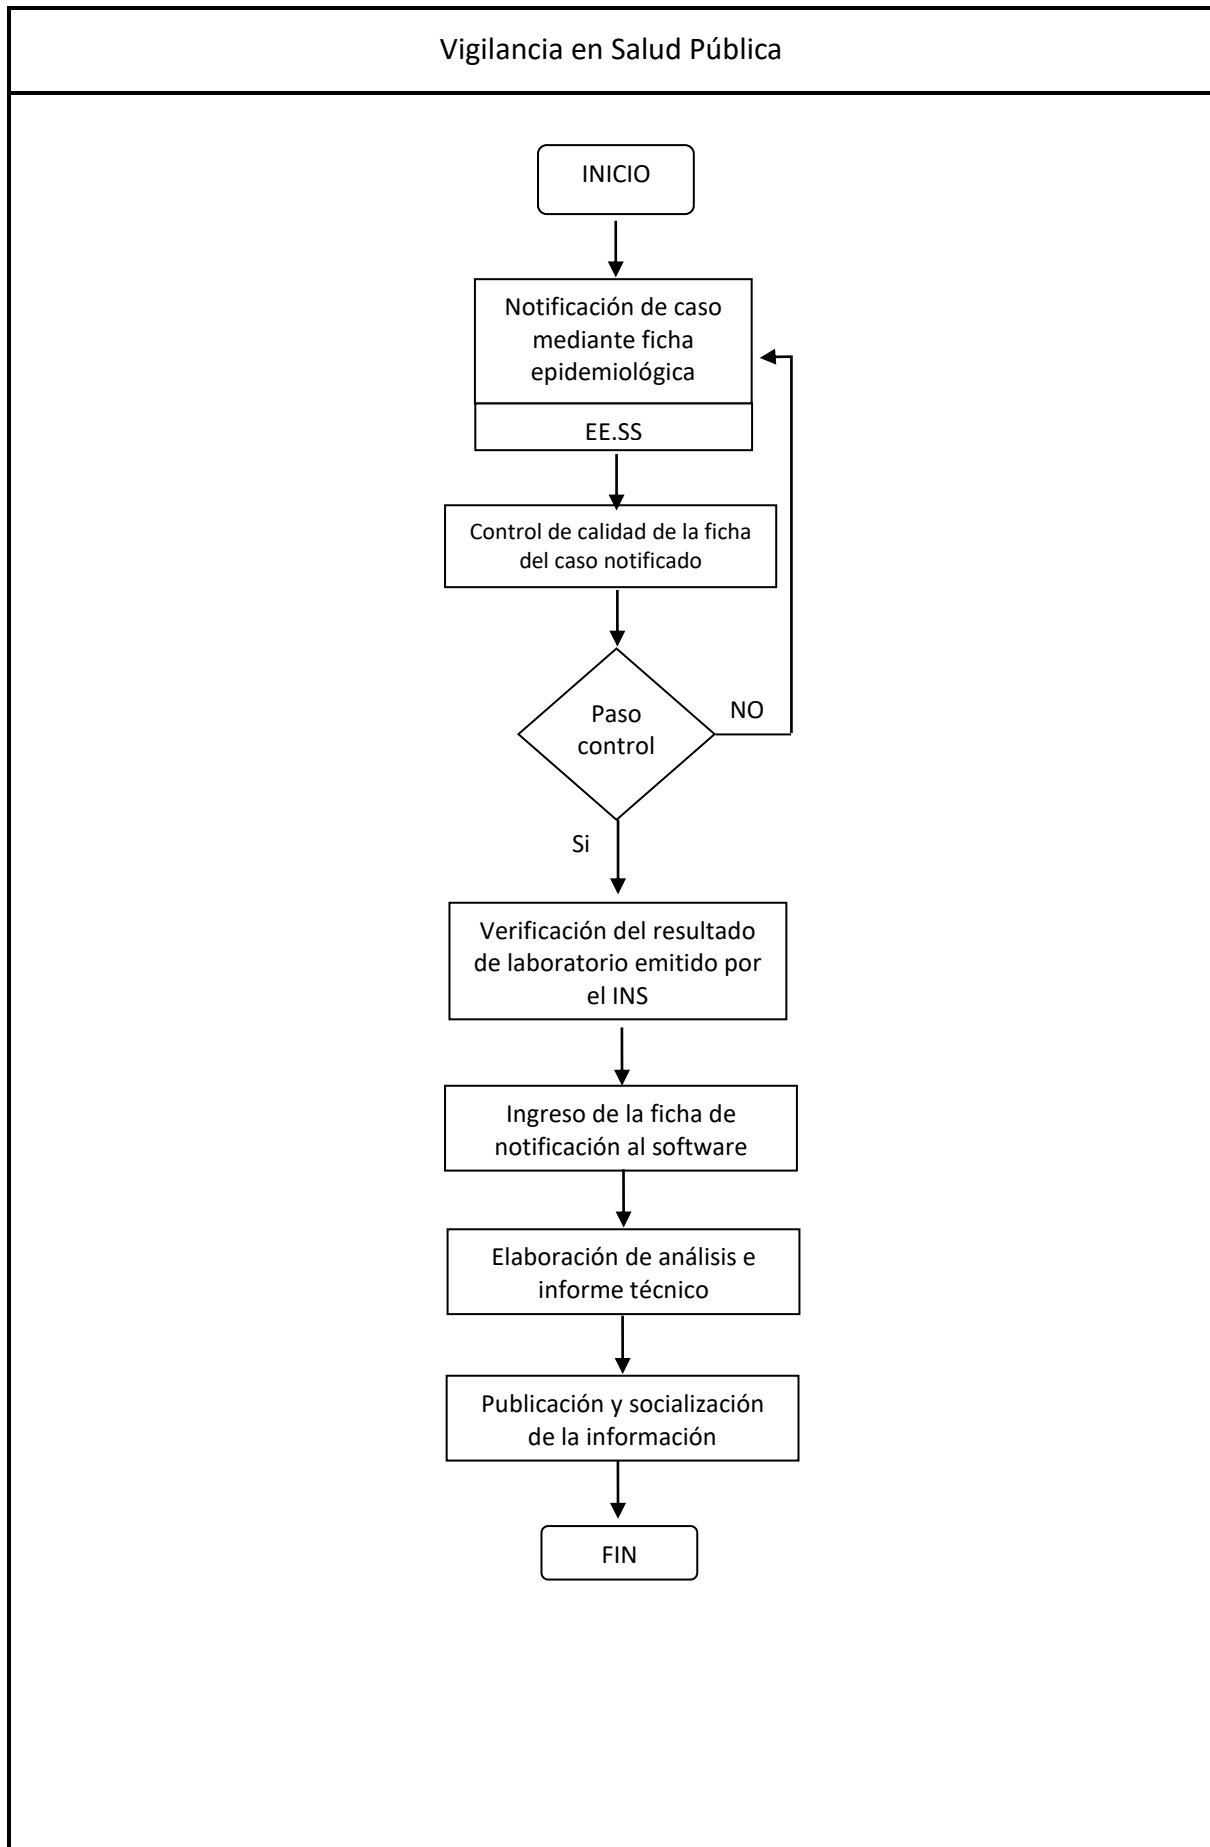 Vigilancia en Salud Pública
INICIO
Notificación de caso
mediante ficha
epidemiológica
EE.SS
Control de calidad de la ficha
del caso notificado
Paso
control
NO
Si
Verificación del resultado
de laboratorio emitido por
el INS
Ingreso de la ficha de
notificación al software
Elaboración de análisis e
informe técnico
Publicación y socialización
de la información
FIN